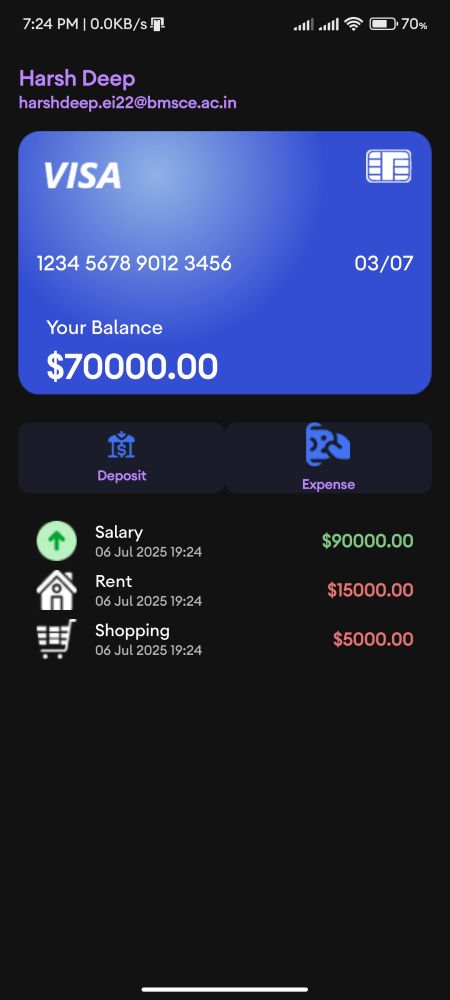 7:24 PM | 0.0KB/s
70%
Harsh Deep
harshdeep.ei22@bmsce.ac.in
VISA
1234 5678 9012 3456 03/07
Your Balance
$70000.00
Deposit
Expense
Salary
06 Jul 2025 19:24
$90000.00
Rent
06 Jul 2025 19:24
$15000.00
Shopping
06 Jul 2025 19:24
$5000.00